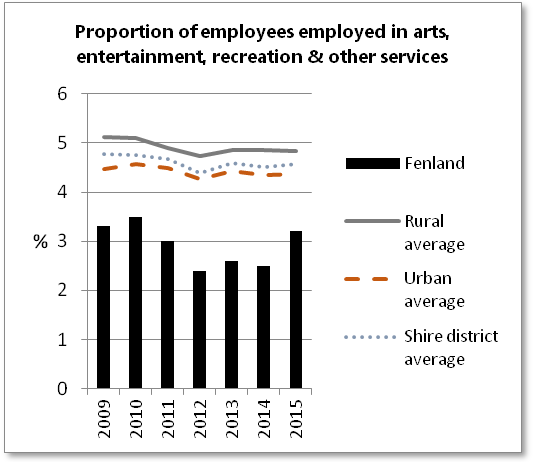 Proportion of employees employed in arts,
entertainment, recreation & other services
6
5
4
3
2
1
0
%
2009
2010
2011
2012
2013
2014
2015
Fenland
Rural
average
Urban
average
Shire district
average